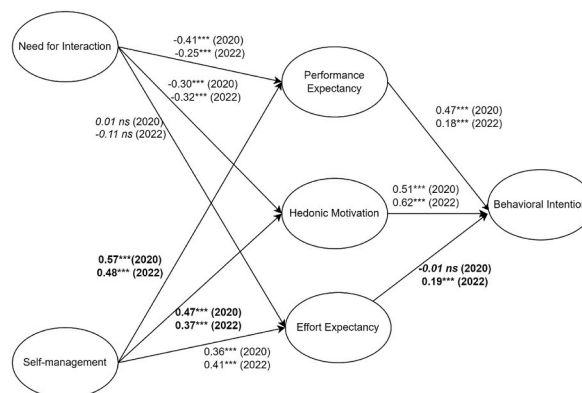 Need for Interaction
-0.41*** (2020)
-0.25*** (2022)
Performance
Expectancy
-0.30*** (2020)
-0.32*** (2022)
0.01 ns (2020)
-0.11 ns (2022)
0.47*** (2020)
0.18*** (2022)
Hedonic Motivation
0.51*** (2020)
0.62*** (2022)
Behavioral Intention
0.57***(2020)
0.48*** (2022)
-0.01 ns (2020)
0.19*** (2022)
0.47*** (2020)
0.37*** (2022)
Effort Expectancy
Self-management
0.36*** (2020)
0.41*** (2022)